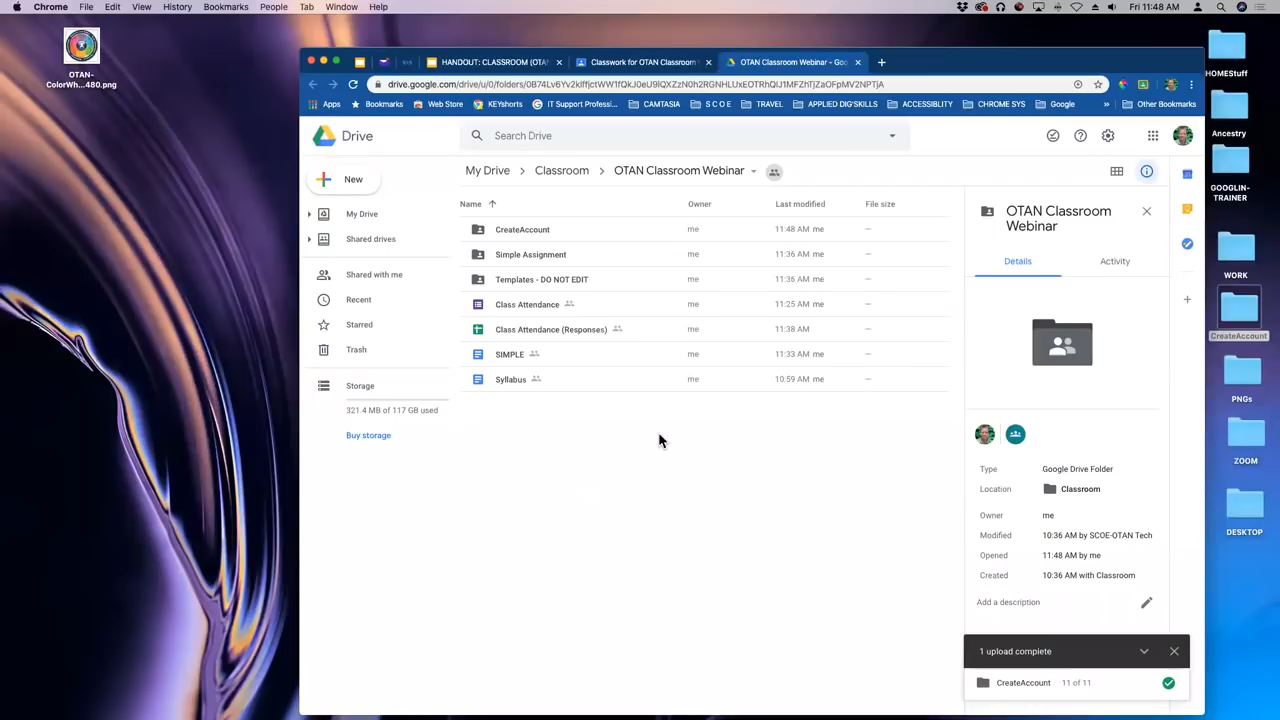 Chrome File Edit View History Bookmarks People Tab Window Help Fri 11:48 AM
OTAN-
ColorWh...480.png
HANDOUT: CLASSROOM (OTA Classwork for OTAN Classroom OTAN Classroom Webinar - Goo
drive.google.com/drive/u/0/folders/
Apps Bookmarks Web Store KEYshorts IT Support Professi... CAMTASIA S C O E TRAVEL APPLIED DIG'SKILLS ACCESSIBLITY CHROME SYS Google » Other Bookmarks
Drive
Search Drive
New
My Drive
Shared drives
Shared with me
Recent
Starred
Trash
Storage
321.4 MB of 117 GB used
Buy storage
My Drive > Classroom > OTAN Classroom Webinar
Name Owner Last modified File size
CreateAccount me 11:48 AM me —
Simple Assignment me 11:36 AM me —
Templates - DO NOT EDIT me 11:36 AM me —
Class Attendance me 11:25 AM me —
Class Attendance (Responses) me 11:38 AM —
SIMPLE me 11:33 AM me —
Syllabus me 10:59 AM me —
OTAN Classroom
Webinar
Details Activity
Type Google Drive Folder
Location Classroom
Owner me
Modified 10:36 AM by SCOE-OTAN Tech
Opened 11:48 AM by me
Created 10:36 AM with Classroom
Add a description
1 upload complete
CreateAccount 11 of 11
HOMEStuff
Ancestry
GOOGLIN-
TRAINER
WORK
CreateAccount
PNGs
ZOOM
DESKTOP